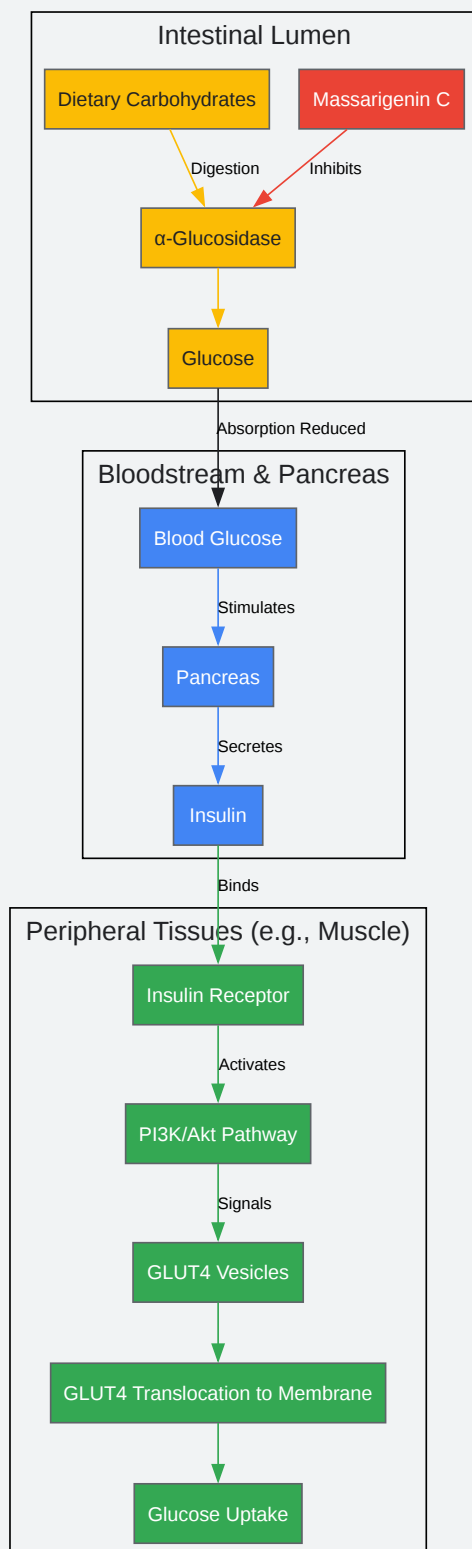 Intestinal Lumen
Dietary Carbohydrates
Massarigenin C
Digestion
Inhibits
α-Glucosidase
Glucose
Absorption Reduced
Bloodstream & Pancreas
Blood Glucose
Stimulates
Pancreas
Secretes
Insulin
Binds
Peripheral Tissues (e.g., Muscle)
Insulin Receptor
Activates
PI3K/Akt Pathway
Signals
GLUT4 Vesicles
GLUT4 Translocation to Membrane
Glucose Uptake